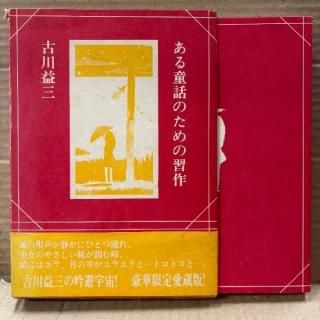 ある童話のための習作
古川益三
風の唄声が静かにひとつ流れ、
少女のやさしい瞳が潤む時、
闇にはホラ、月の雫がユラユラと─トロトロと─。
古川益三の吟遊宇宙! 豪華限定愛蔵版!